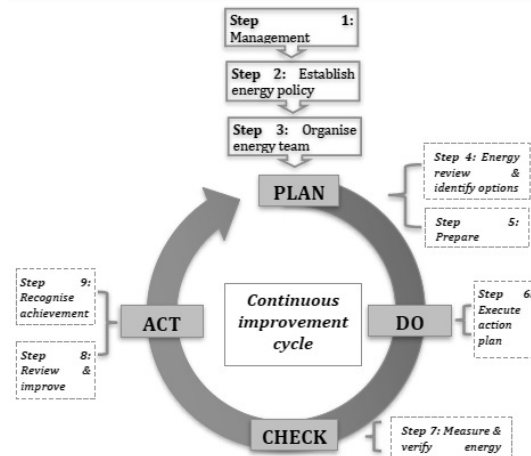 Step 1:
Management
Step 2: Establish
energy policy
Step 3: Organise
energy team
PLAN
Step 4: Energy
review &
identify options
Step 5:
Prepare
Continuous
improvement
cycle
DO
Step 6:
Execute
action
plan
CHECK
Step 7: Measure &
verify energy
ACT
Step 9:
Recognise
achievement
Step 8:
Review &
improve